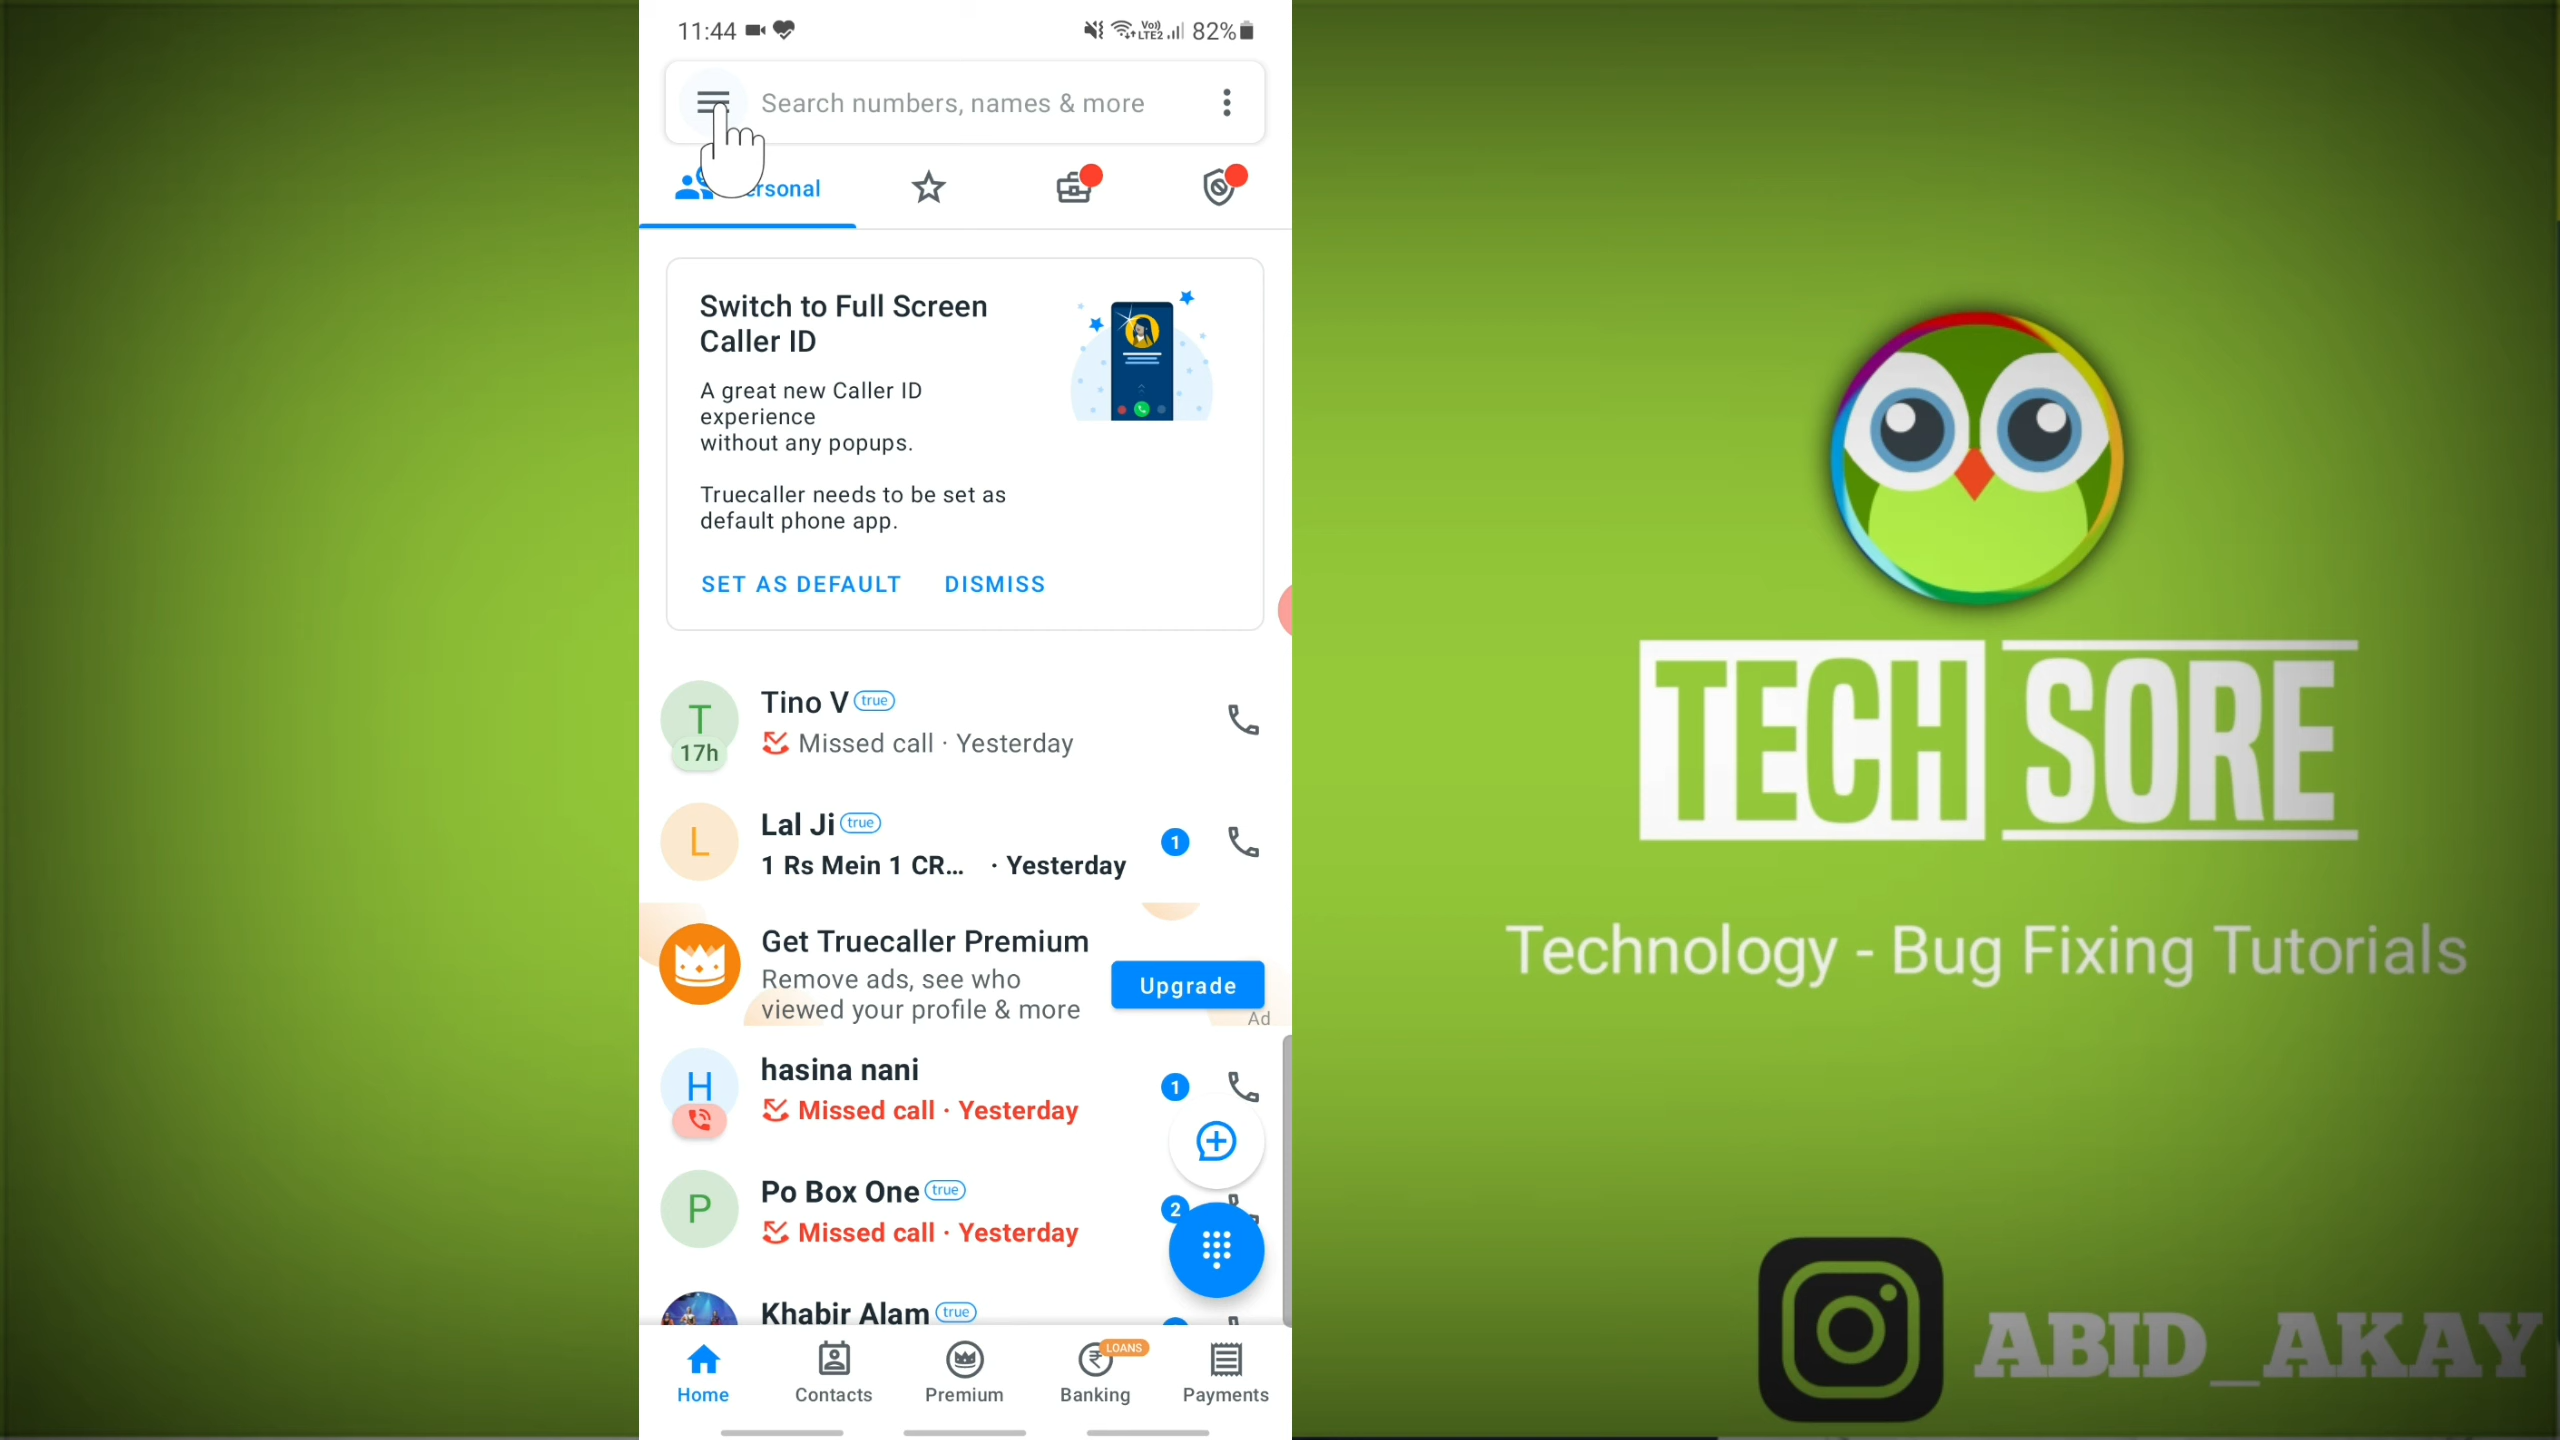 11:44
Vo)) LTE2 82%
Search numbers, names & more
ersonal
Switch to Full Screen
Caller ID
A great new Caller ID
experience
without any popups.
Truecaller needs to be set as
default phone app.
SET AS DEFAULT DISMISS
T
17h
Tino V true
Missed call · Yesterday
L
Lal Ji true
1 Rs Mein 1 CR... · Yesterday
1
Get Truecaller Premium
Remove ads, see who
viewed your profile & more
Upgrade
Ad
H
hasina nani
Missed call · Yesterday
1
P
Po Box One true
Missed call · Yesterday
2
Khabir Alam true
LOANS
Home Contacts Premium Banking Payments
TECH SORE
Technology - Bug Fixing Tutorials
ABID_AKAY